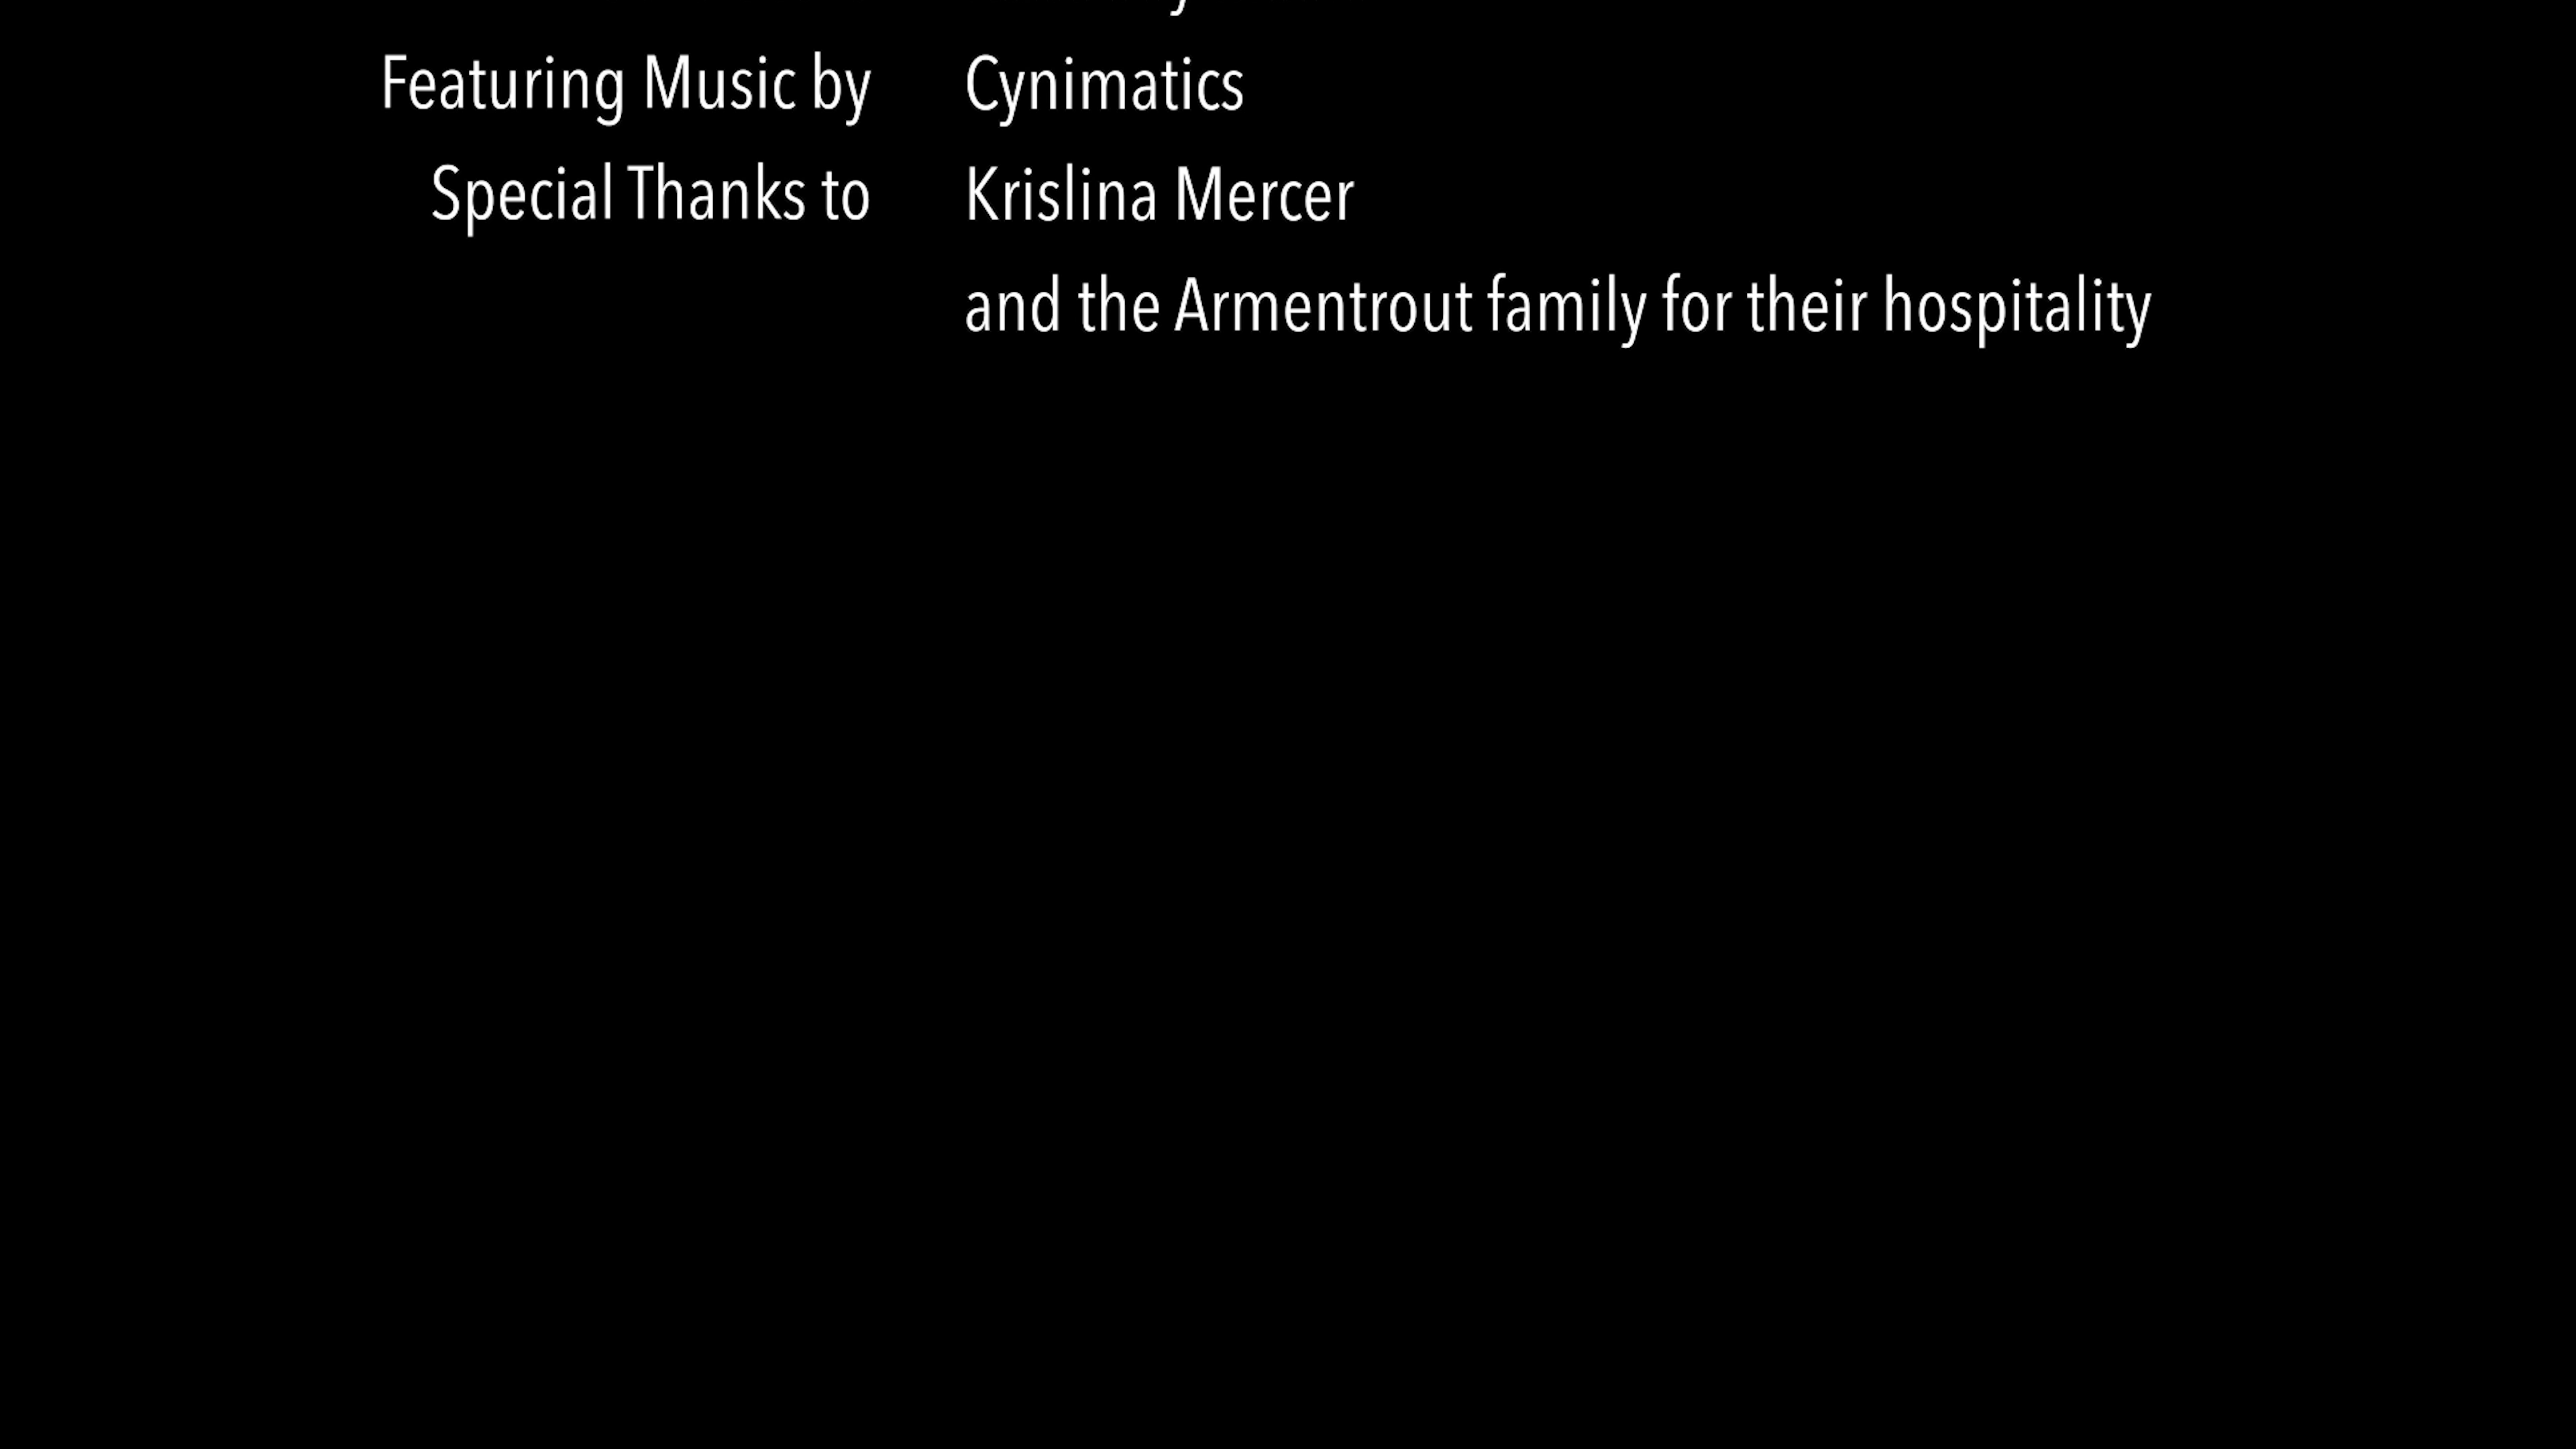 Featuring Music by Cynimatics
Special Thanks to Krislina Mercer
and the Armentrout family for their hospitality